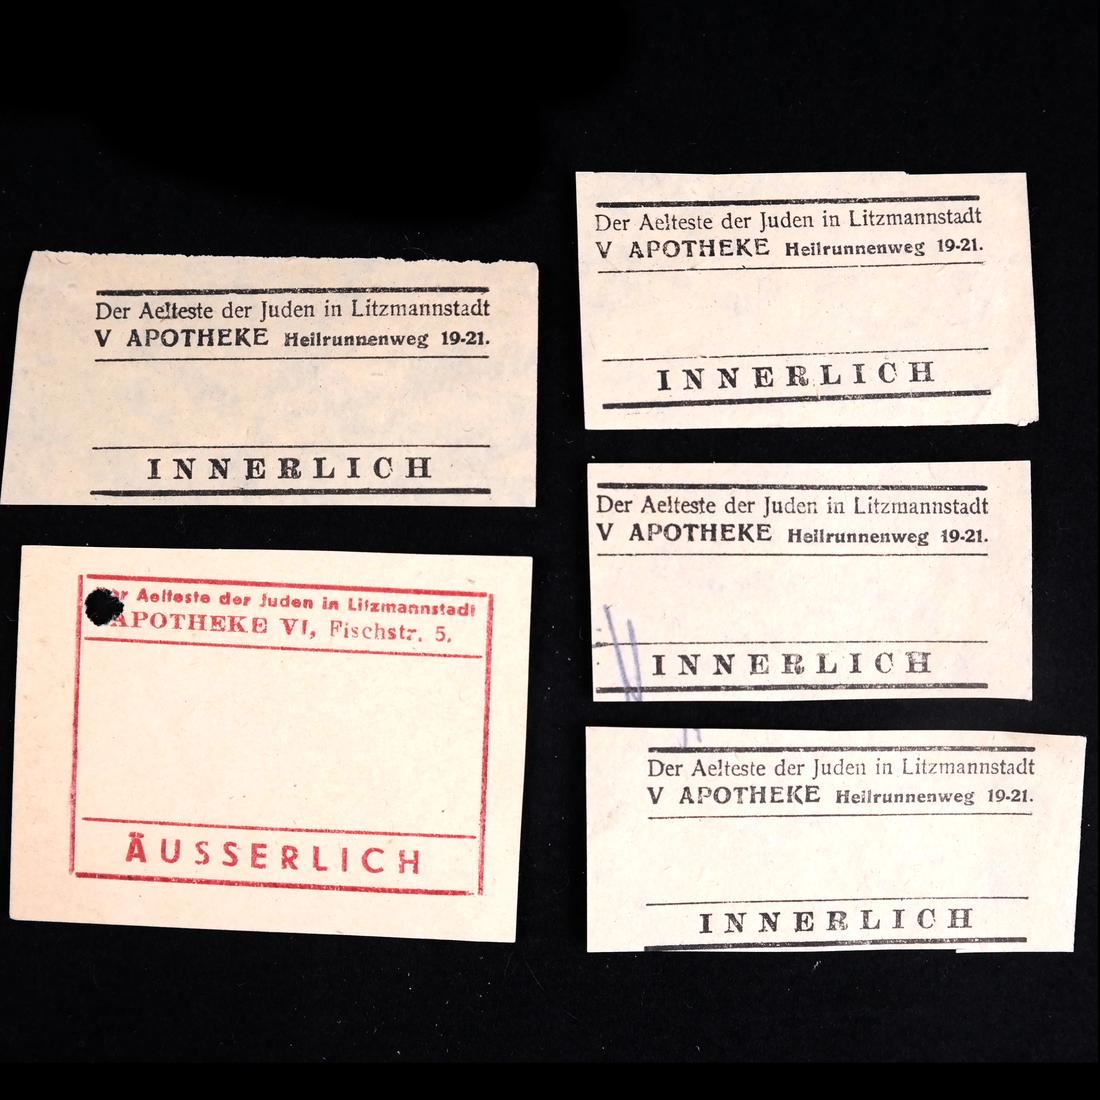 Der Aelteste der Juden in Litzmannstadt
V APOTHEKE Heilrunnenweg 19-21.
INNERLICH
Aelteste der Juden in Litzmannstadt
APOTHEKE VI, Fischstr. 5.
ÄUSSERLICH
Der Aelteste der Juden in Litzmannstadt
V APOTHEKE Heilrunnenweg 19-21.
INNERLICH
Der Aelteste der Juden in Litzmannstadt
V APOTHEKE Heilrunnenweg 19-21.
INNERLICH
Der Aelteste der Juden in Litzmannstadt
V APOTHEKE Heilrunnenweg 19-21.
INNERLICH